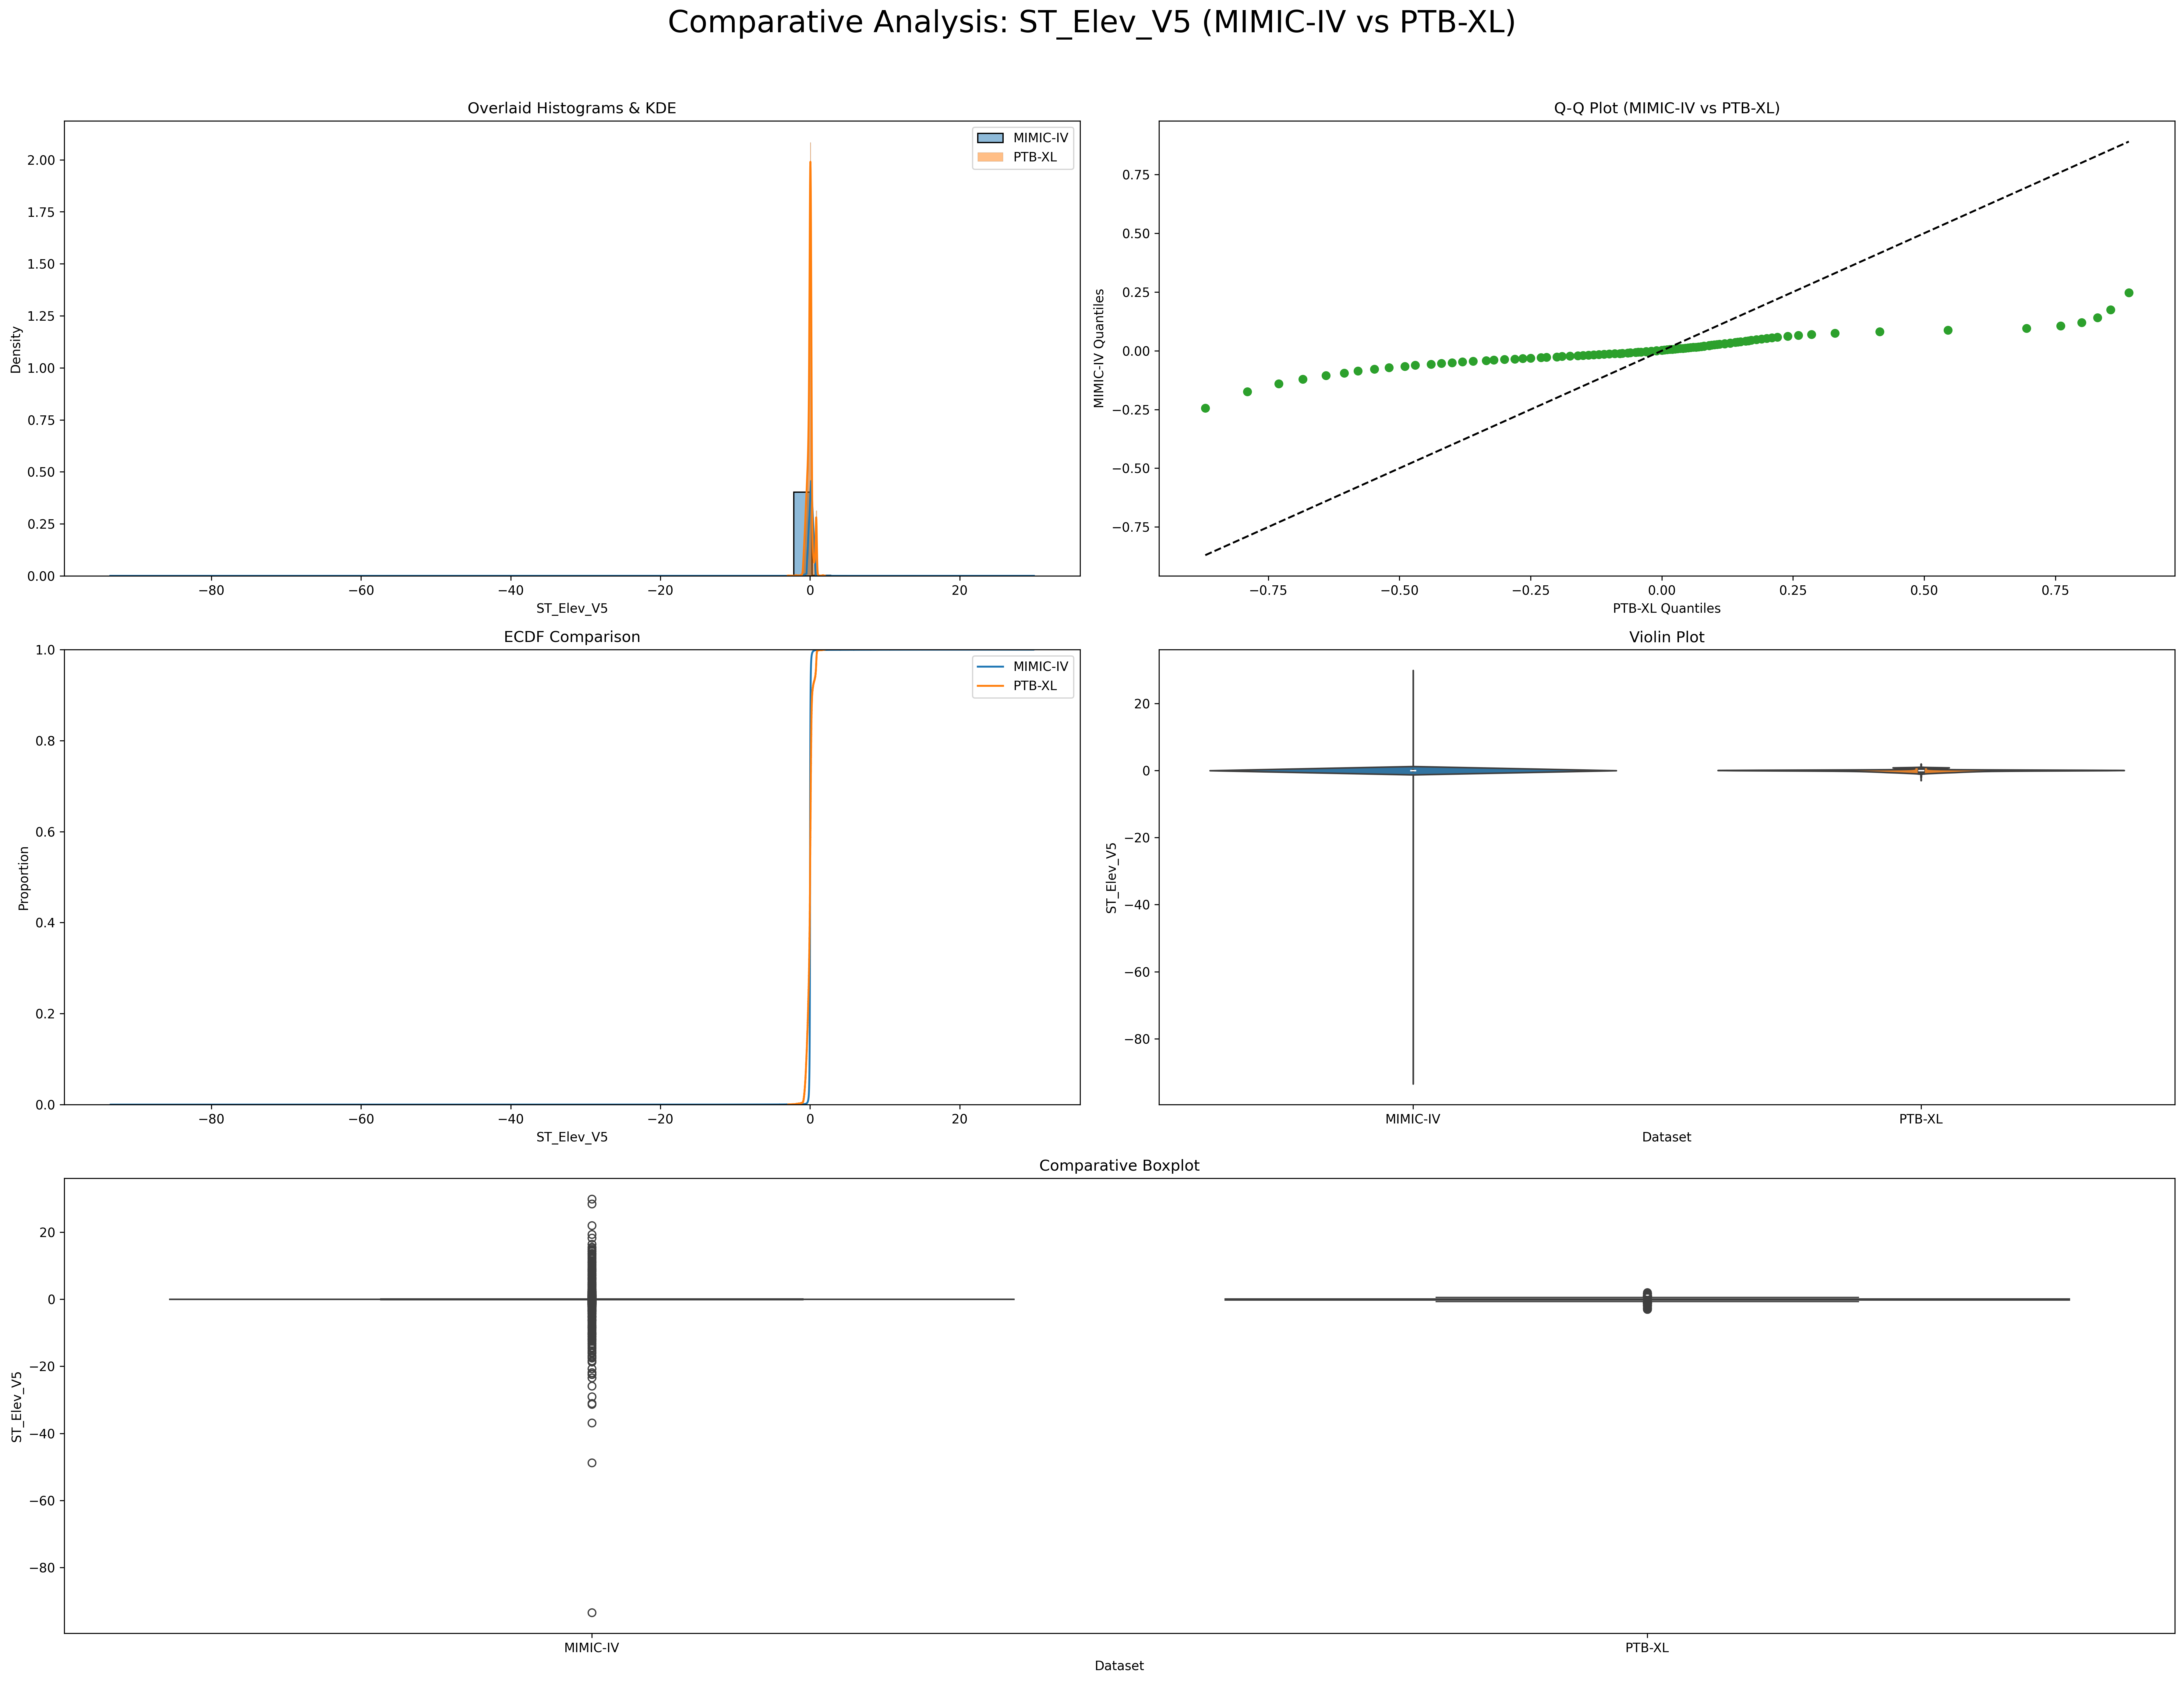 Comparative Analysis: ST_Elev_V5 (MIMIC-IV vs PTB-XL)
Overlaid Histograms & KDE
Density
2.00
1.75
1.50
1.25
1.00
0.75
0.50
0.25
0.00
−80 −60 −40 −20 0 20
ST_Elev_V5
MIMIC-IV
PTB-XL
Q-Q Plot (MIMIC-IV vs PTB-XL)
MIMIC-IV Quantiles
0.75
0.50
0.25
0.00
−0.25
−0.50
−0.75
−0.75 −0.50 −0.25 0.00 0.25 0.50 0.75
PTB-XL Quantiles
ECDF Comparison
Proportion
1.0
0.8
0.6
0.4
0.2
0.0
−80 −60 −40 −20 0 20
ST_Elev_V5
MIMIC-IV
PTB-XL
Violin Plot
ST_Elev_V5
20
0
−20
−40
−60
−80
MIMIC-IV PTB-XL
Dataset
Comparative Boxplot
ST_Elev_V5
20
0
−20
−40
−60
−80
MIMIC-IV PTB-XL
Dataset